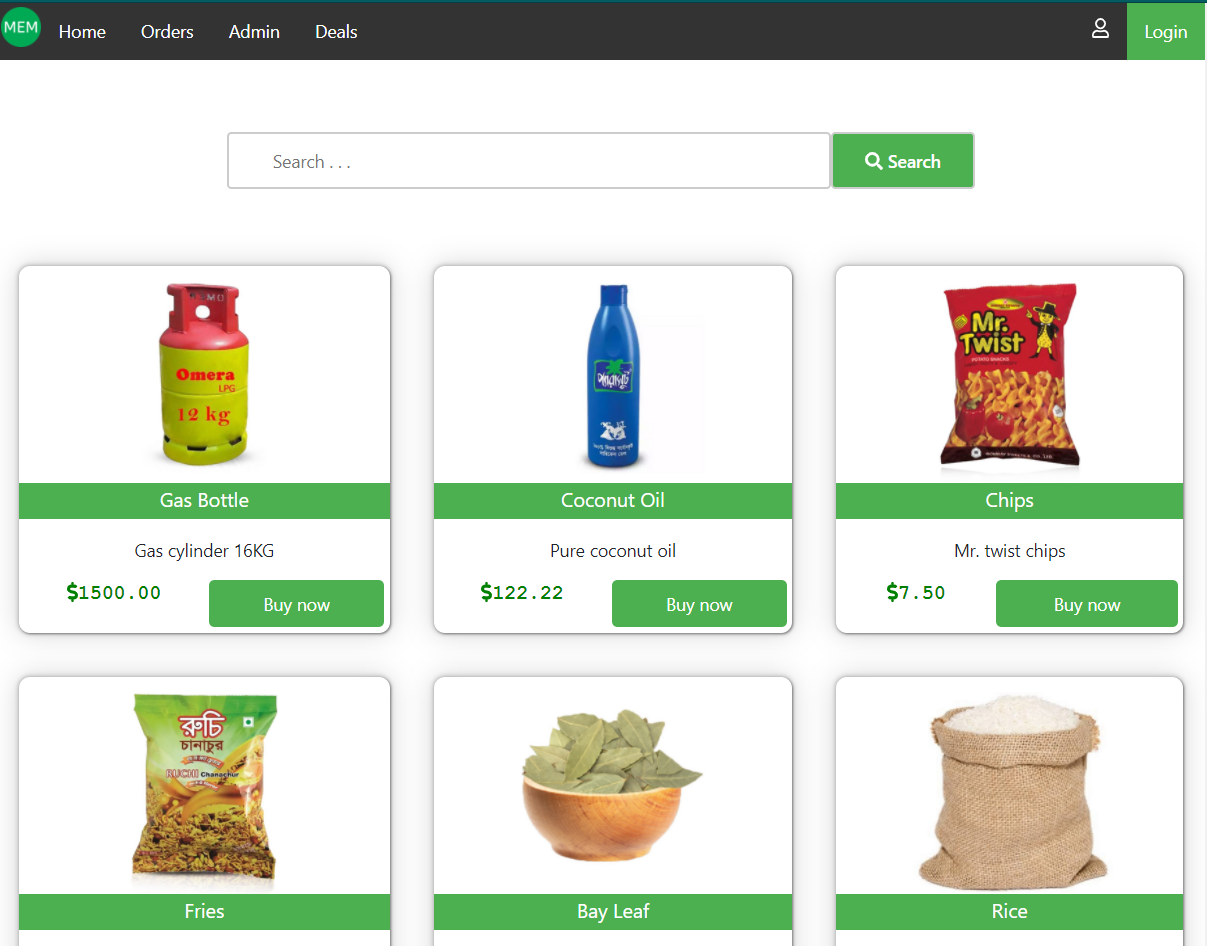 MEM Home Orders Admin Deals Login
Search . . . Search
Omera
LPG
12 kg
প্যারাসুট
Mr.
Twist
POTATO SNACKS
Gas Bottle Coconut Oil Chips
Gas cylinder 16KG Pure coconut oil Mr. twist chips
$1500.00 Buy now $122.22 Buy now $7.50 Buy now
রুচি
চানাচুর
RUCHI Chanachur
Fries Bay Leaf Rice